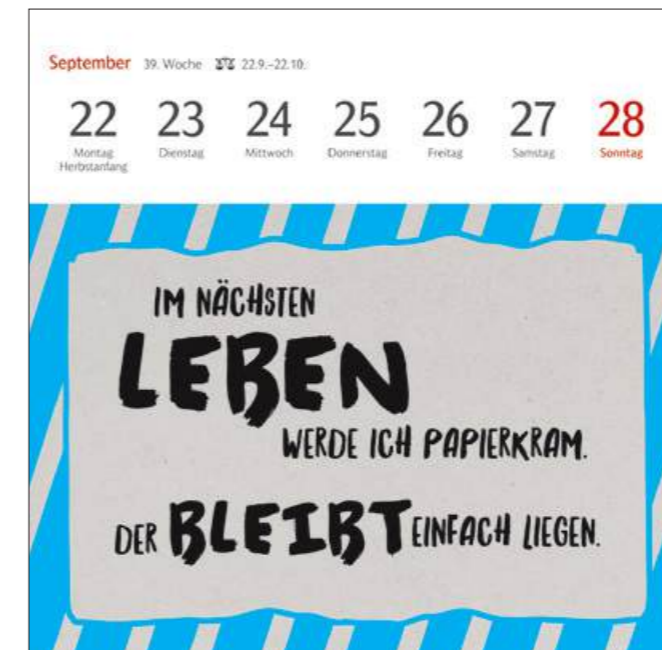 September 39. Woche ♎ 22.9.–22.10.
22 23 24 25 26 27 28
Montag Dienstag Mittwoch Donnerstag Freitag Samstag Sonntag
Herbstanfang
IM NÄCHSTEN
LEBEN
WERDE ICH PAPIERKRAM.
DER BLEIBT EINFACH LIEGEN.